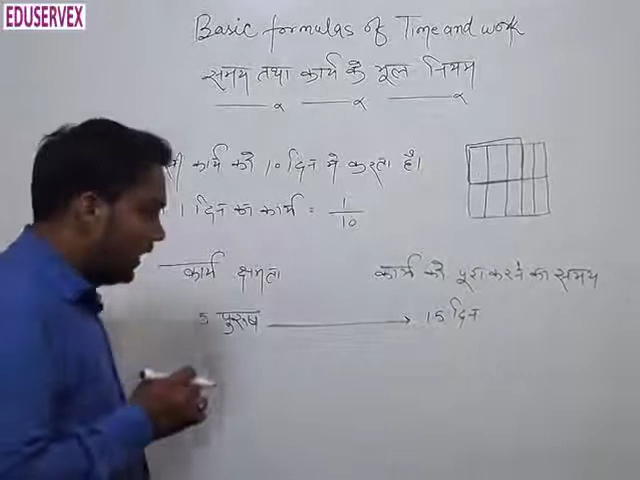 EDUSERVEX
Basic formulas of Time and work
समय तथा कार्य के मूल नियम
कार्य को 10 दिन मे करता है।
1 दिन का कार्य = 1/10
कार्य क्षमता कार्य को पूरा करने का समय
5 पुरुष → 15 दिन